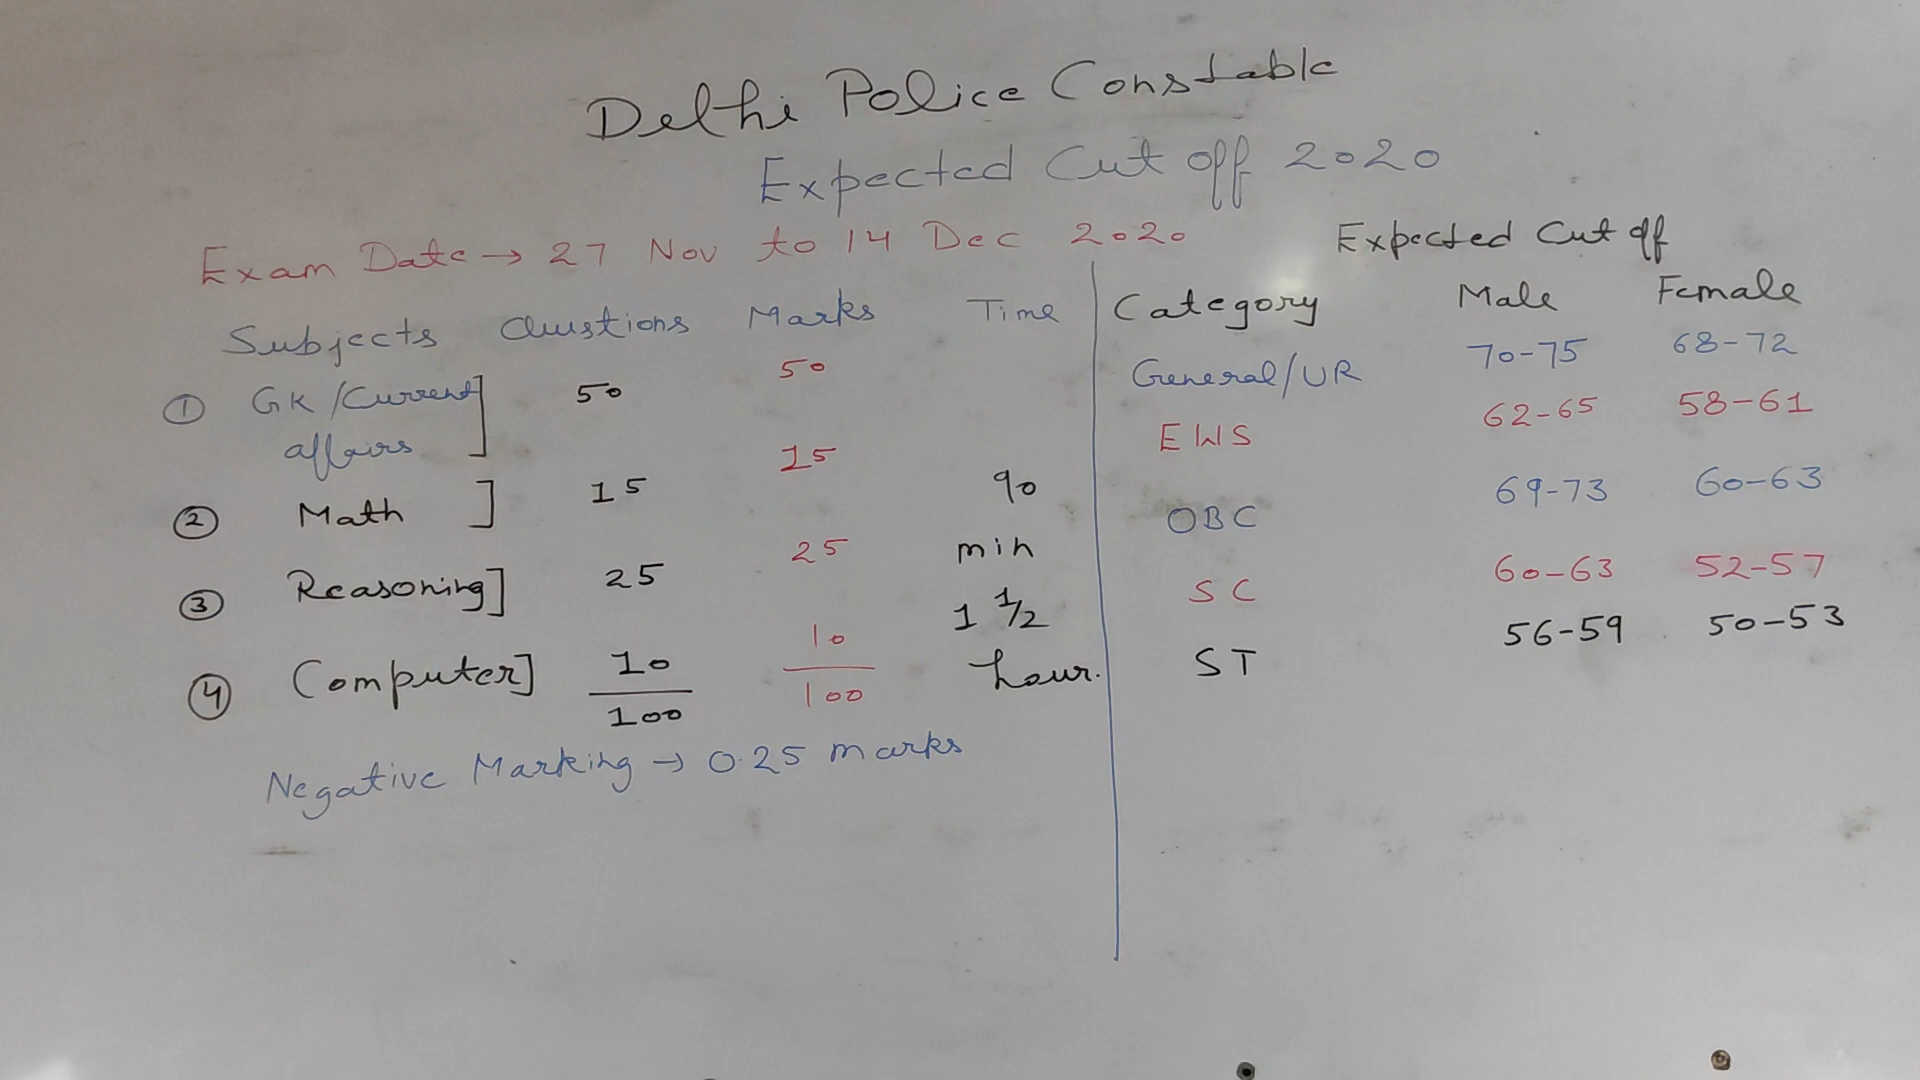 Delhi Police Constable
Expected Cut off 2020
Exam Date → 27 Nov to 14 Dec 2020
Subjects Qustions Marks Time
① GK/Current] 50 50
affairs
② Math ] 15 15
③ Reasoning] 25 25
④ Computer] 10 10
100 100
90
min
1 1/2
hour.
Negative Marking → 0.25 marks
Expected Cut off
Category Male Female
General/UR 70-75 68-72
EWS 62-65 58-61
OBC 69-73 60-63
SC 60-63 52-57
ST 56-59 50-53